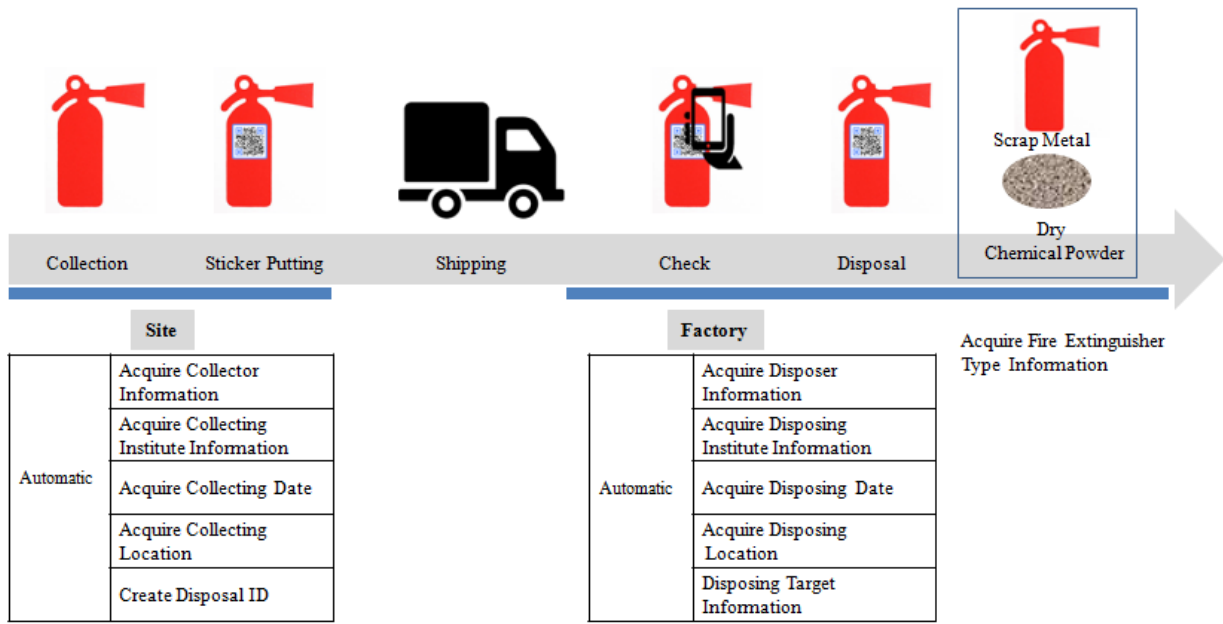 Scrap Metal
Dry
Chemical Powder
Collection
Sticker Putting
Shipping
Check
Disposal
Site
Automatic
Acquire Collector
Information
Acquire Collecting
Institute Information
Acquire Collecting Date
Acquire Collecting
Location
Create Disposal ID
Factory
Automatic
Acquire Disposer
Information
Acquire Disposing
Institute Information
Acquire Disposing Date
Acquire Disposing
Location
Disposing Target
Information
Acquire Fire Extinguisher
Type Information